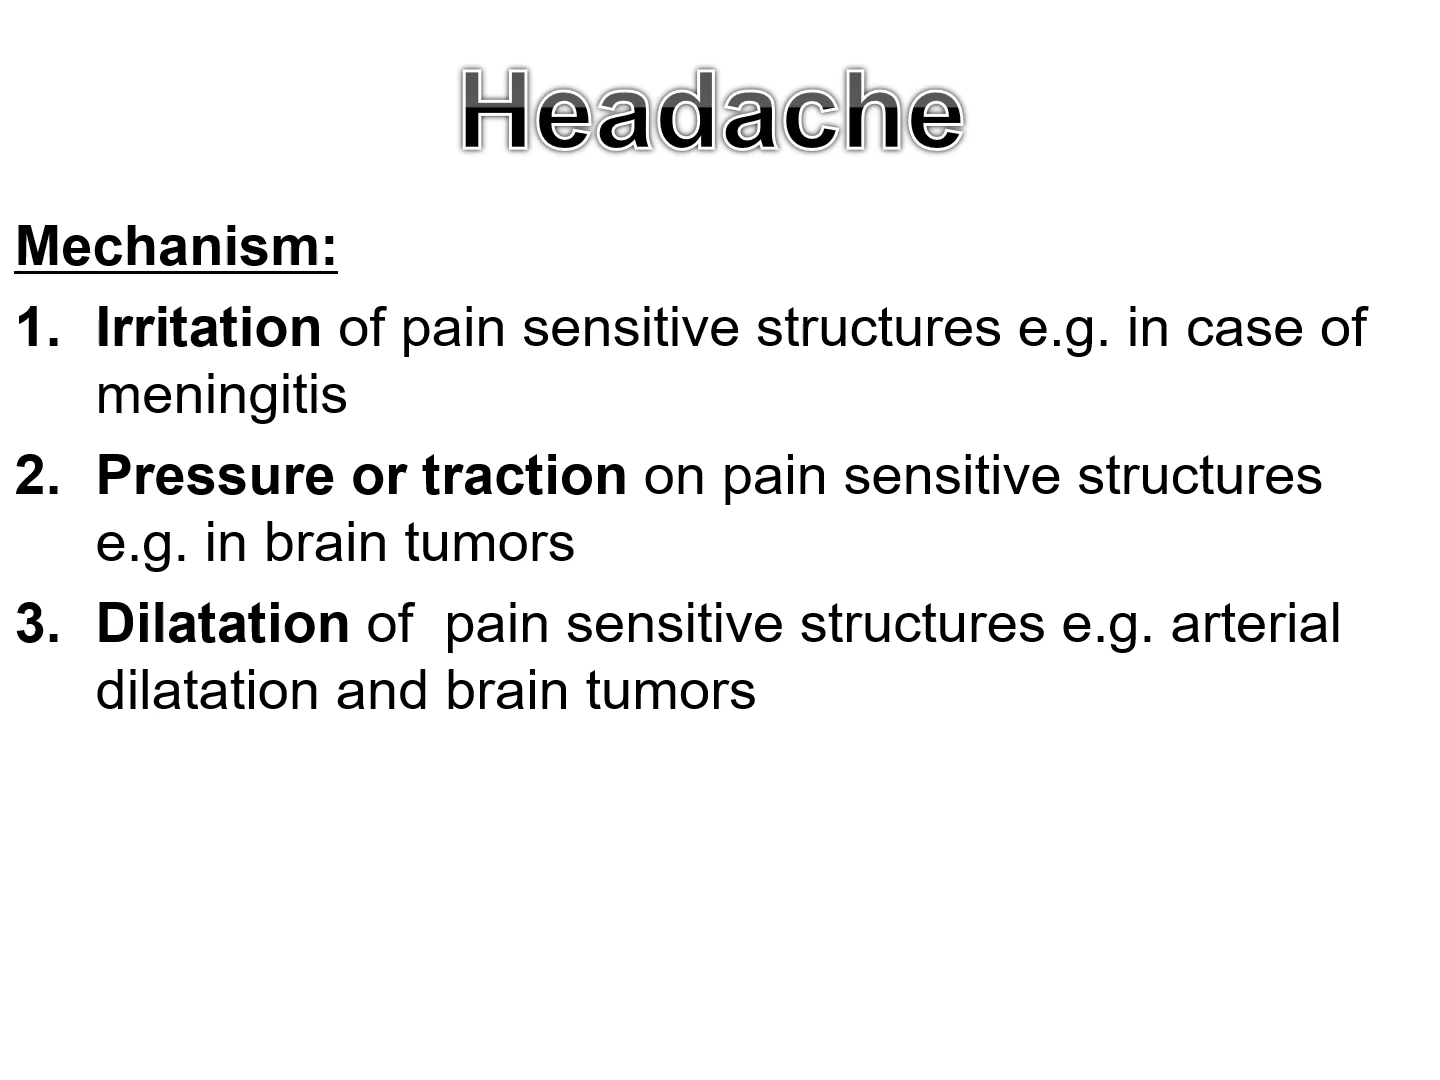 Headache
Mechanism:
1. Irritation of pain sensitive structures e.g. in case of
meningitis
2. Pressure or traction on pain sensitive structures
e.g. in brain tumors
3. Dilatation of  pain sensitive structures e.g. arterial
dilatation and brain tumors